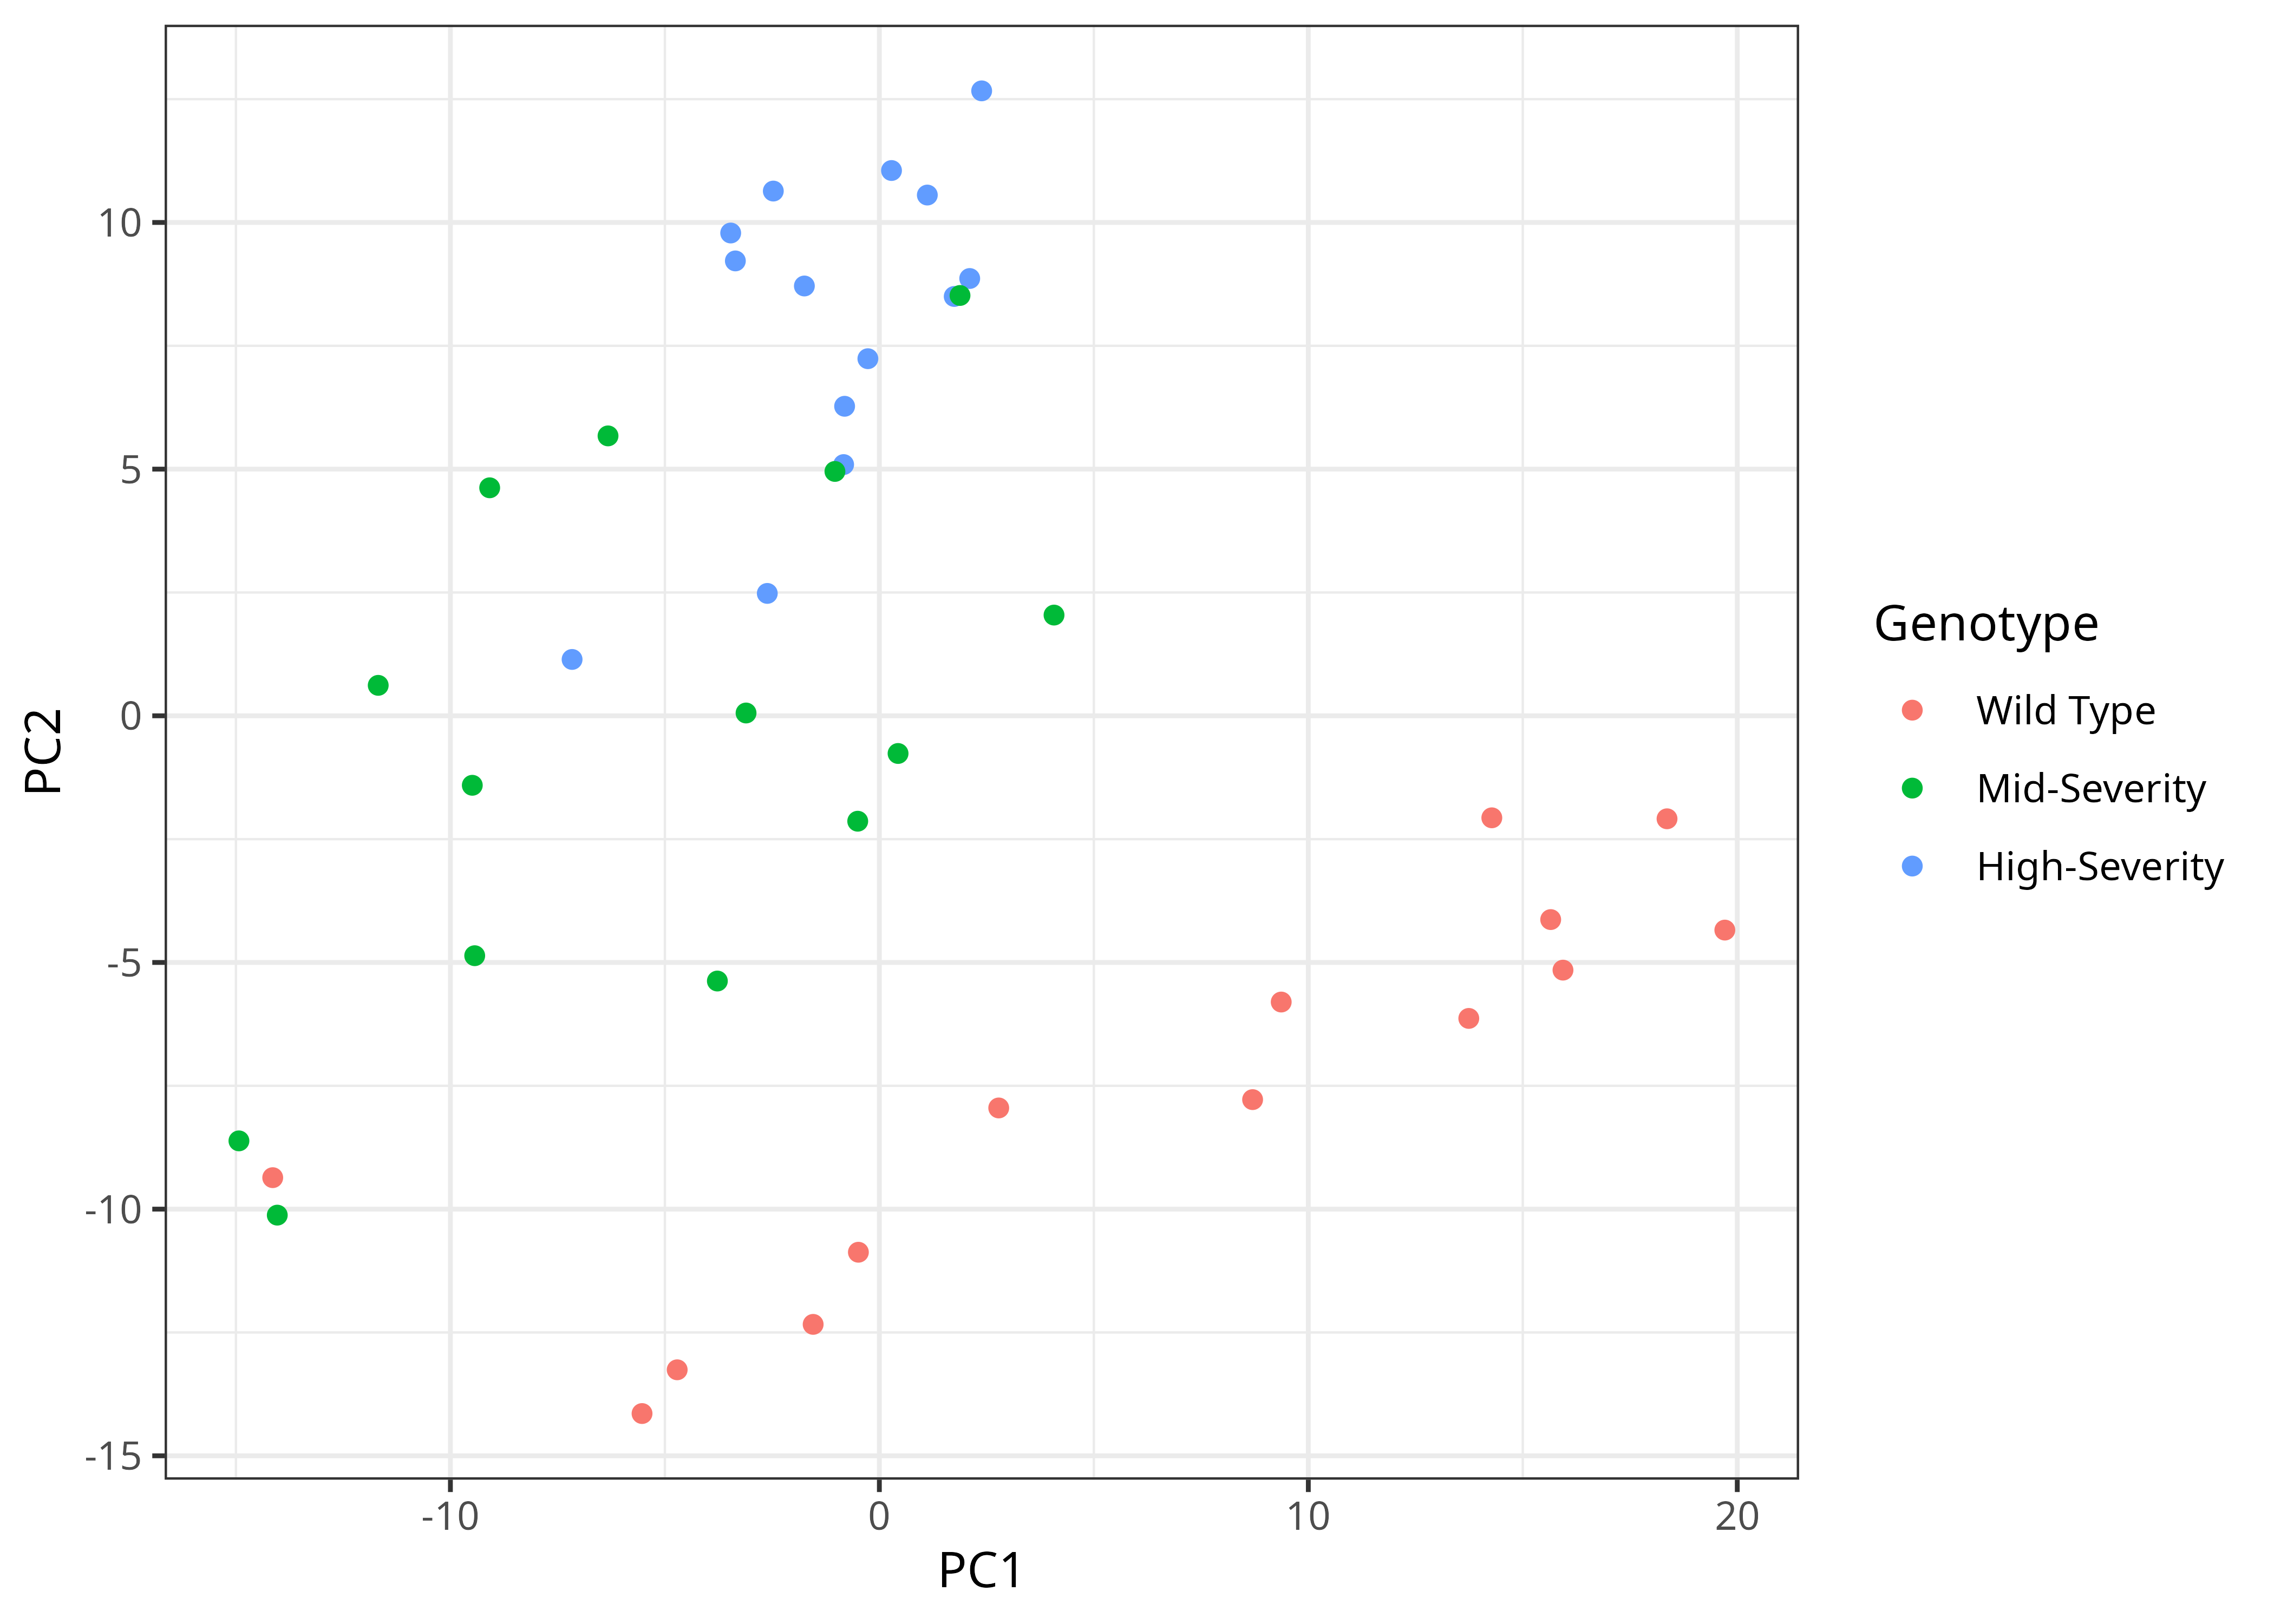 10
5
0
-5
-10
-15
PC2
-10 0 10 20
PC1
Genotype
Wild Type
Mid-Severity
High-Severity